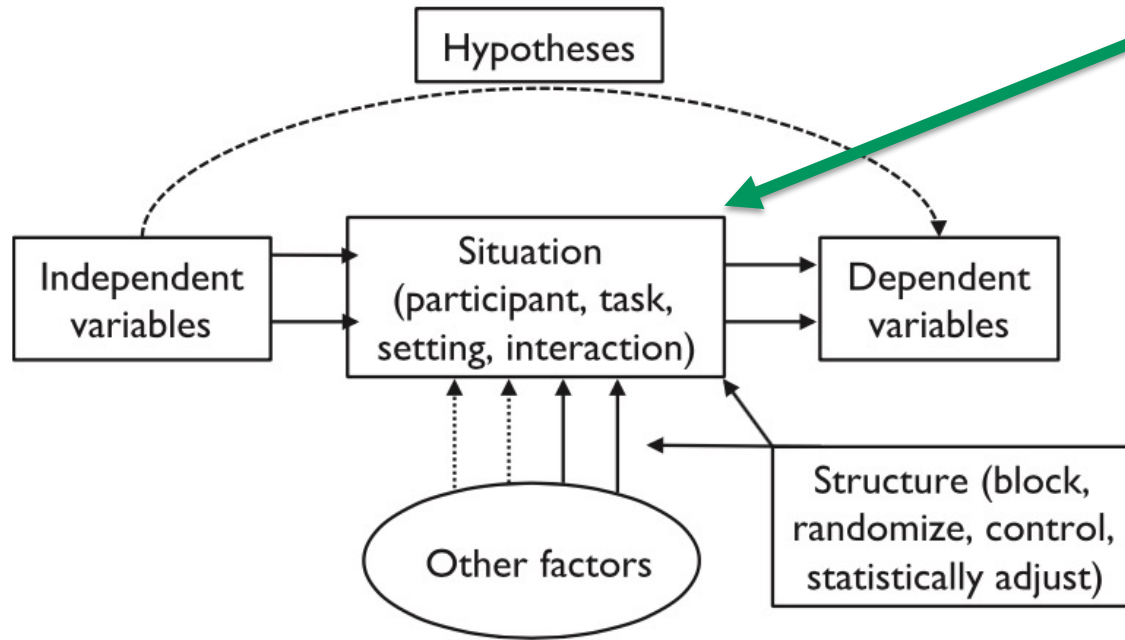 Hypotheses
Independent
variables
Situation
(participant, task,
setting, interaction)
Dependent
variables
Other factors
Structure (block,
randomize, control,
statistically adjust)